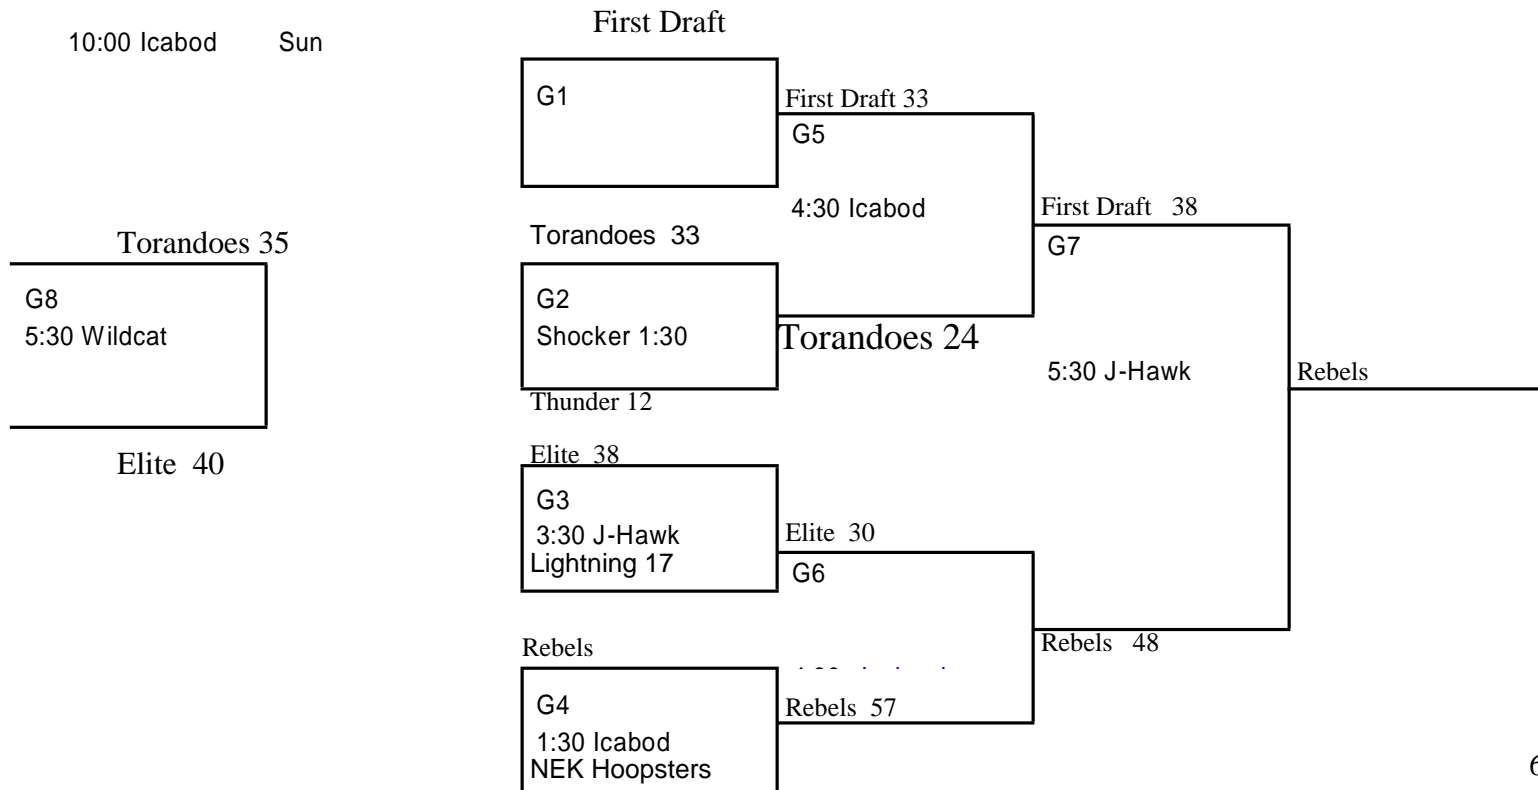 First Draft
10:00 Icabod Sun
G1
First Draft 33
G5
4:30 Icabod
First Draft 38
Torandoes 35
Torandoes 33
G7
G8
5:30 Wildcat
G2
Shocker 1:30
Torandoes 24
5:30 J-Hawk
Rebels
Thunder 12
Elite 40
Elite 38
G3
3:30 J-Hawk
Lightning 17
Elite 30
G6
Rebels
Rebels 48
G4
Rebels 57
1:30 Icabod
NEK Hoopsters